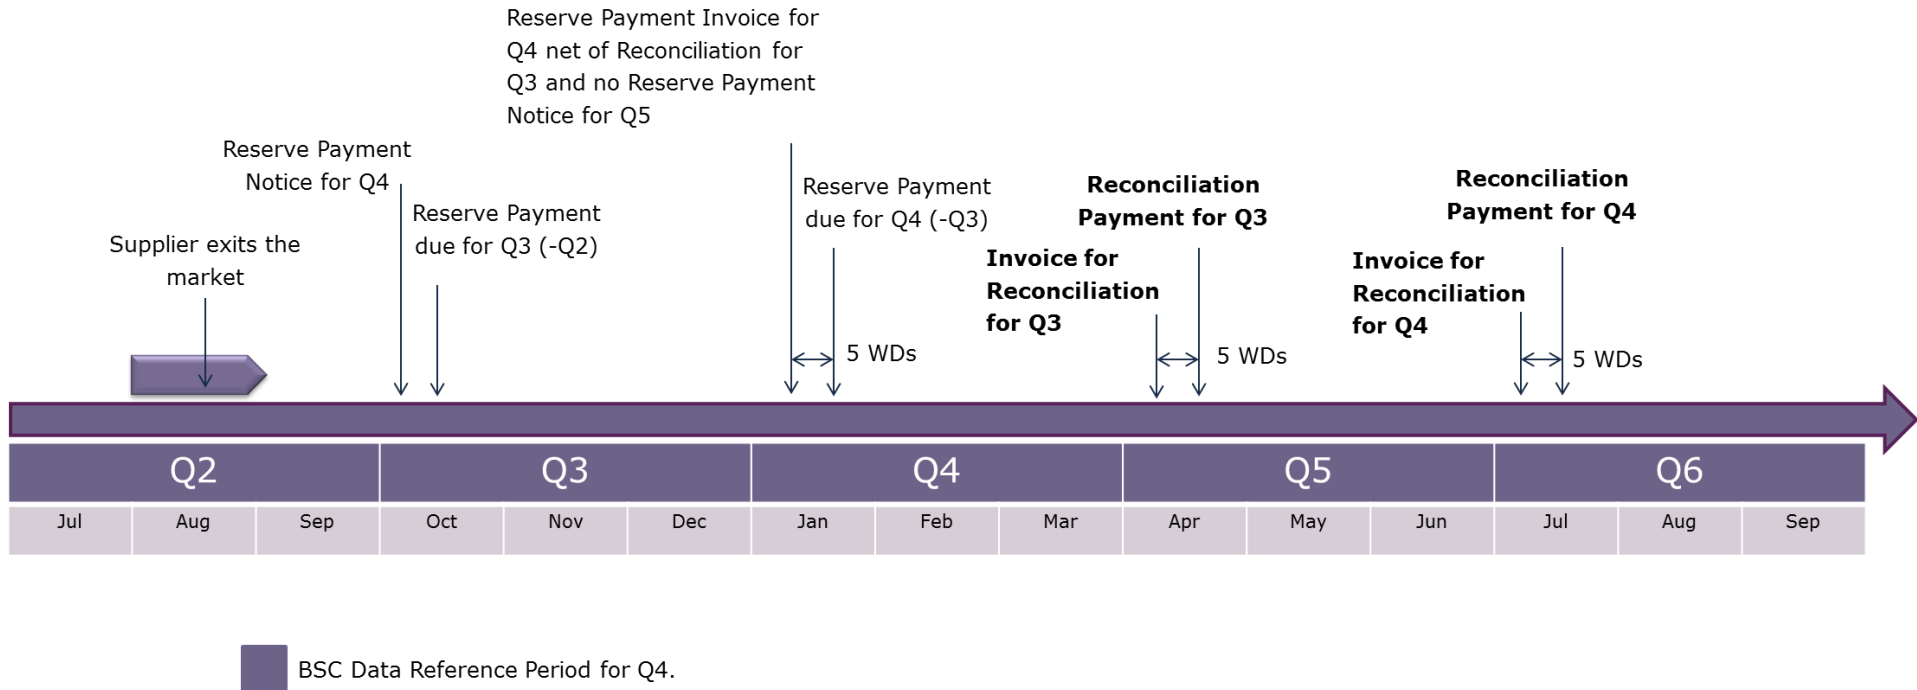 Reserve Payment Invoice for
Q4 net of Reconciliation for
Q3 and no Reserve Payment
Notice for Q5
Reserve Payment
Notice for Q4
Reserve Payment
due for Q3 (-Q2)
Supplier exits the
market
Reserve Payment
due for Q4 (-Q3)
5 WDs
Reconciliation
Payment for Q3
Invoice for
Reconciliation
for Q3
5 WDs
Reconciliation
Payment for Q4
Invoice for
Reconciliation
for Q4
5 WDs
Q2 Q3 Q4 Q5 Q6
Jul Aug Sep Oct Nov Dec Jan Feb Mar Apr May Jun Jul Aug Sep
BSC Data Reference Period for Q4.